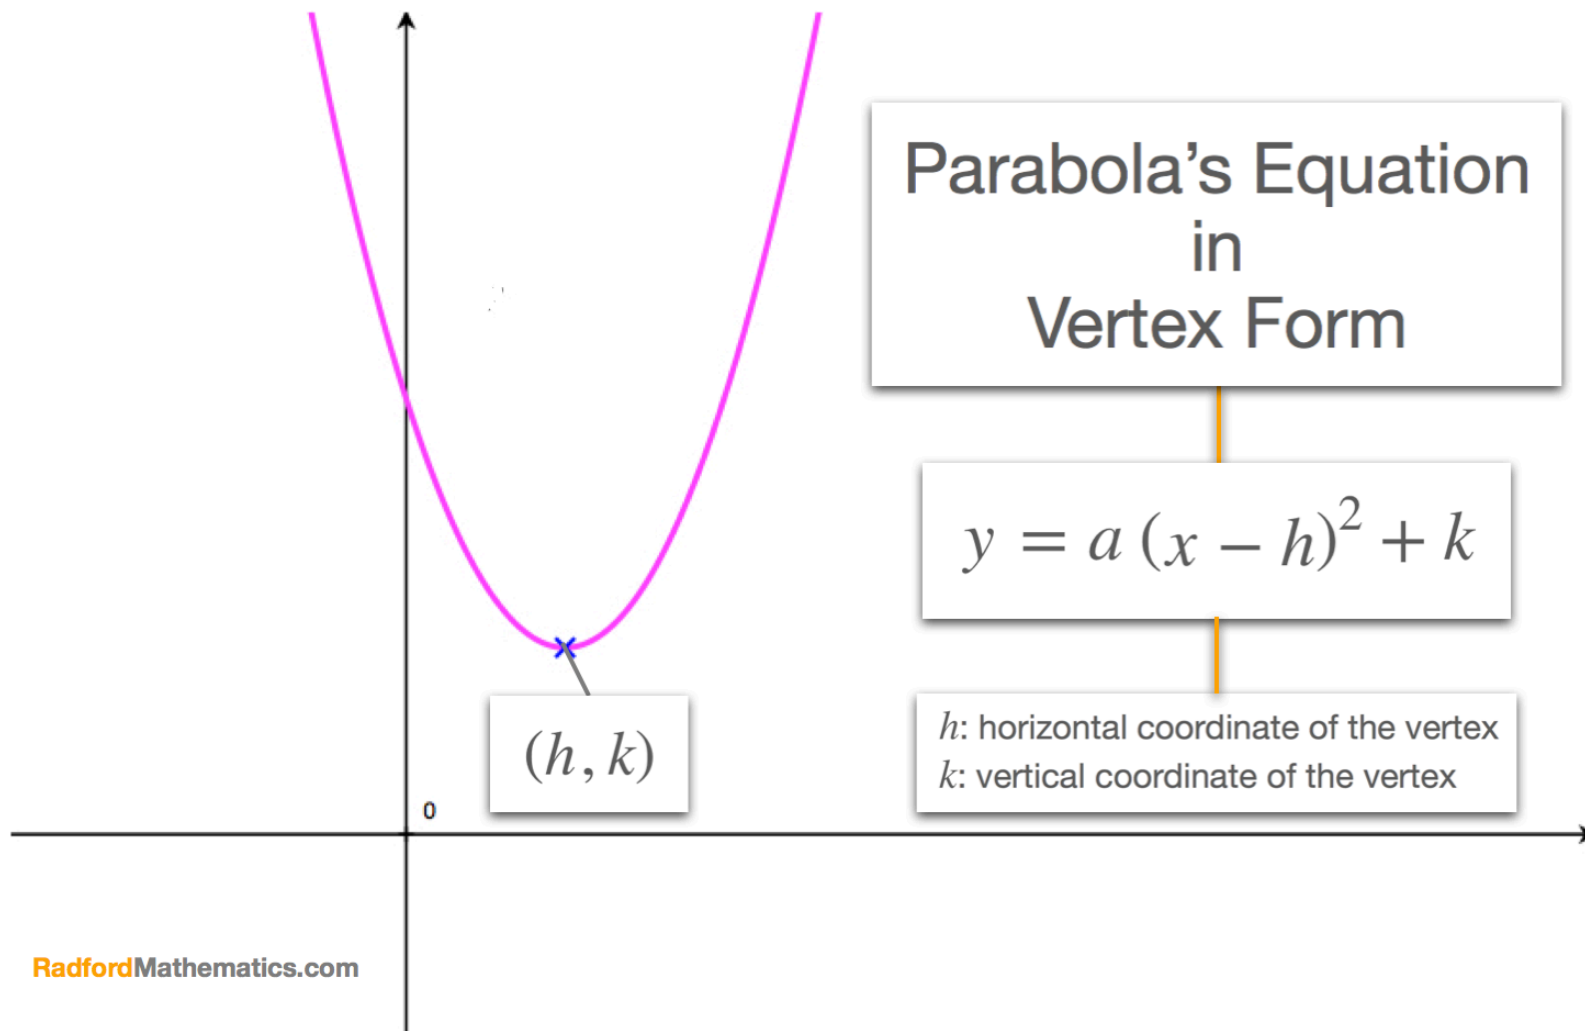 Parabola’s Equation
in
Vertex Form
y = a (x − h)² + k
(h, k)
h: horizontal coordinate of the vertex
k: vertical coordinate of the vertex
0
RadfordMathematics.com